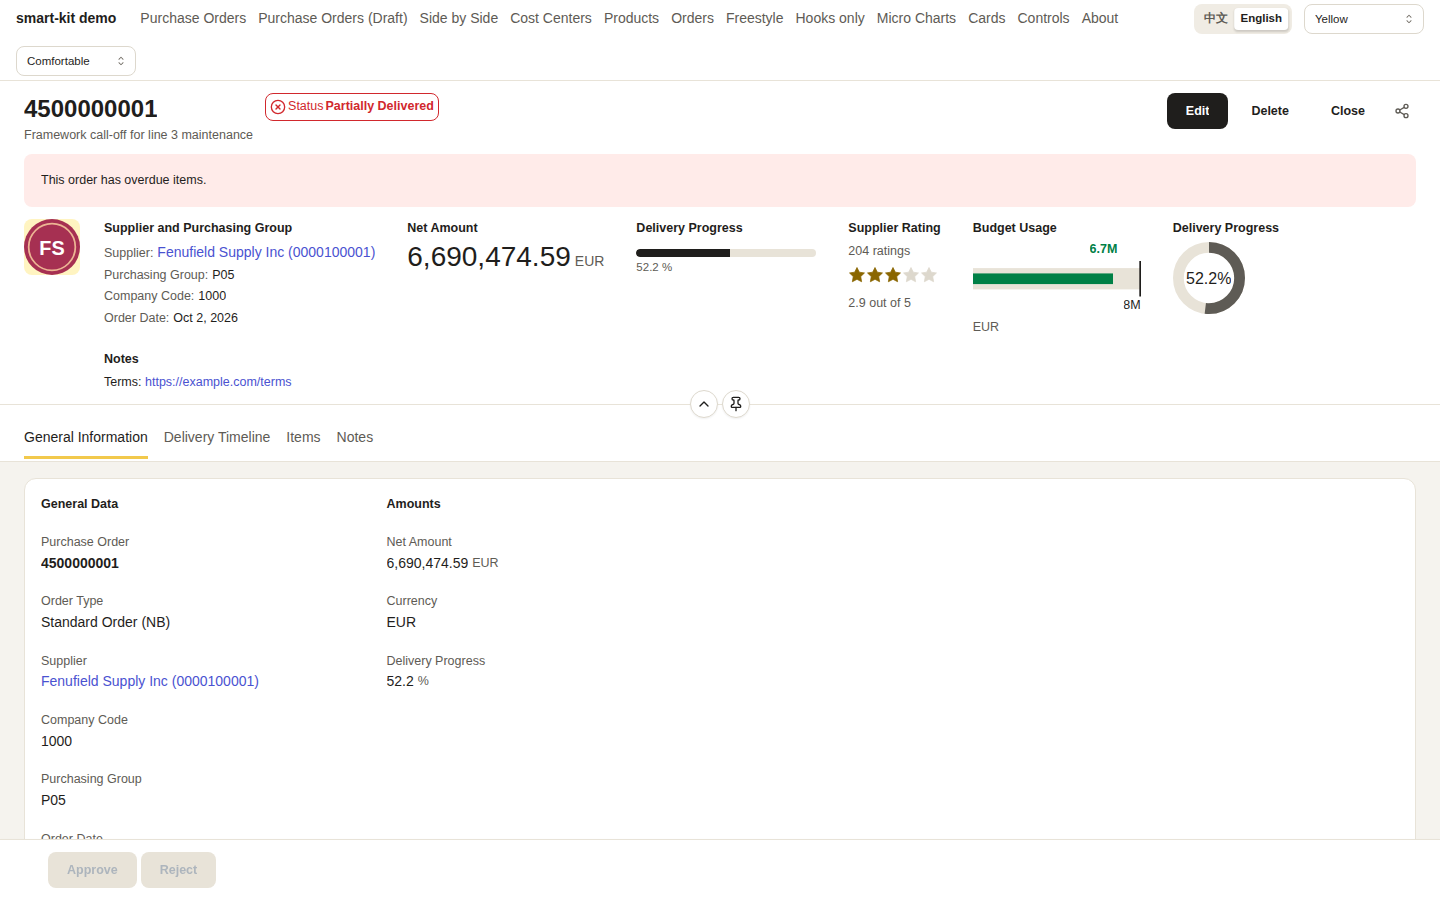 smart-kit demo
Purchase Orders Purchase Orders (Draft) Side by Side Cost Centers Products Orders Freestyle Hooks only Micro Charts Cards Controls About
中文 English
Yellow
Comfortable
4500000001
Framework call-off for line 3 maintenance
Status Partially Delivered
Edit Delete Close
This order has overdue items.
FS
Supplier and Purchasing Group
Supplier: Fenufield Supply Inc (0000100001)
Purchasing Group: P05
Company Code: 1000
Order Date: Oct 2, 2026
Notes
Terms: https://example.com/terms
Net Amount
6,690,474.59 EUR
Delivery Progress
52.2 %
Supplier Rating
204 ratings
2.9 out of 5
Budget Usage
6.7M
8M
EUR
Delivery Progress
52.2%
General Information Delivery Timeline Items Notes
General Data
Purchase Order
4500000001
Order Type
Standard Order (NB)
Supplier
Fenufield Supply Inc (0000100001)
Company Code
1000
Purchasing Group
P05
Order Date
Amounts
Net Amount
6,690,474.59 EUR
Currency
EUR
Delivery Progress
52.2 %
Approve Reject